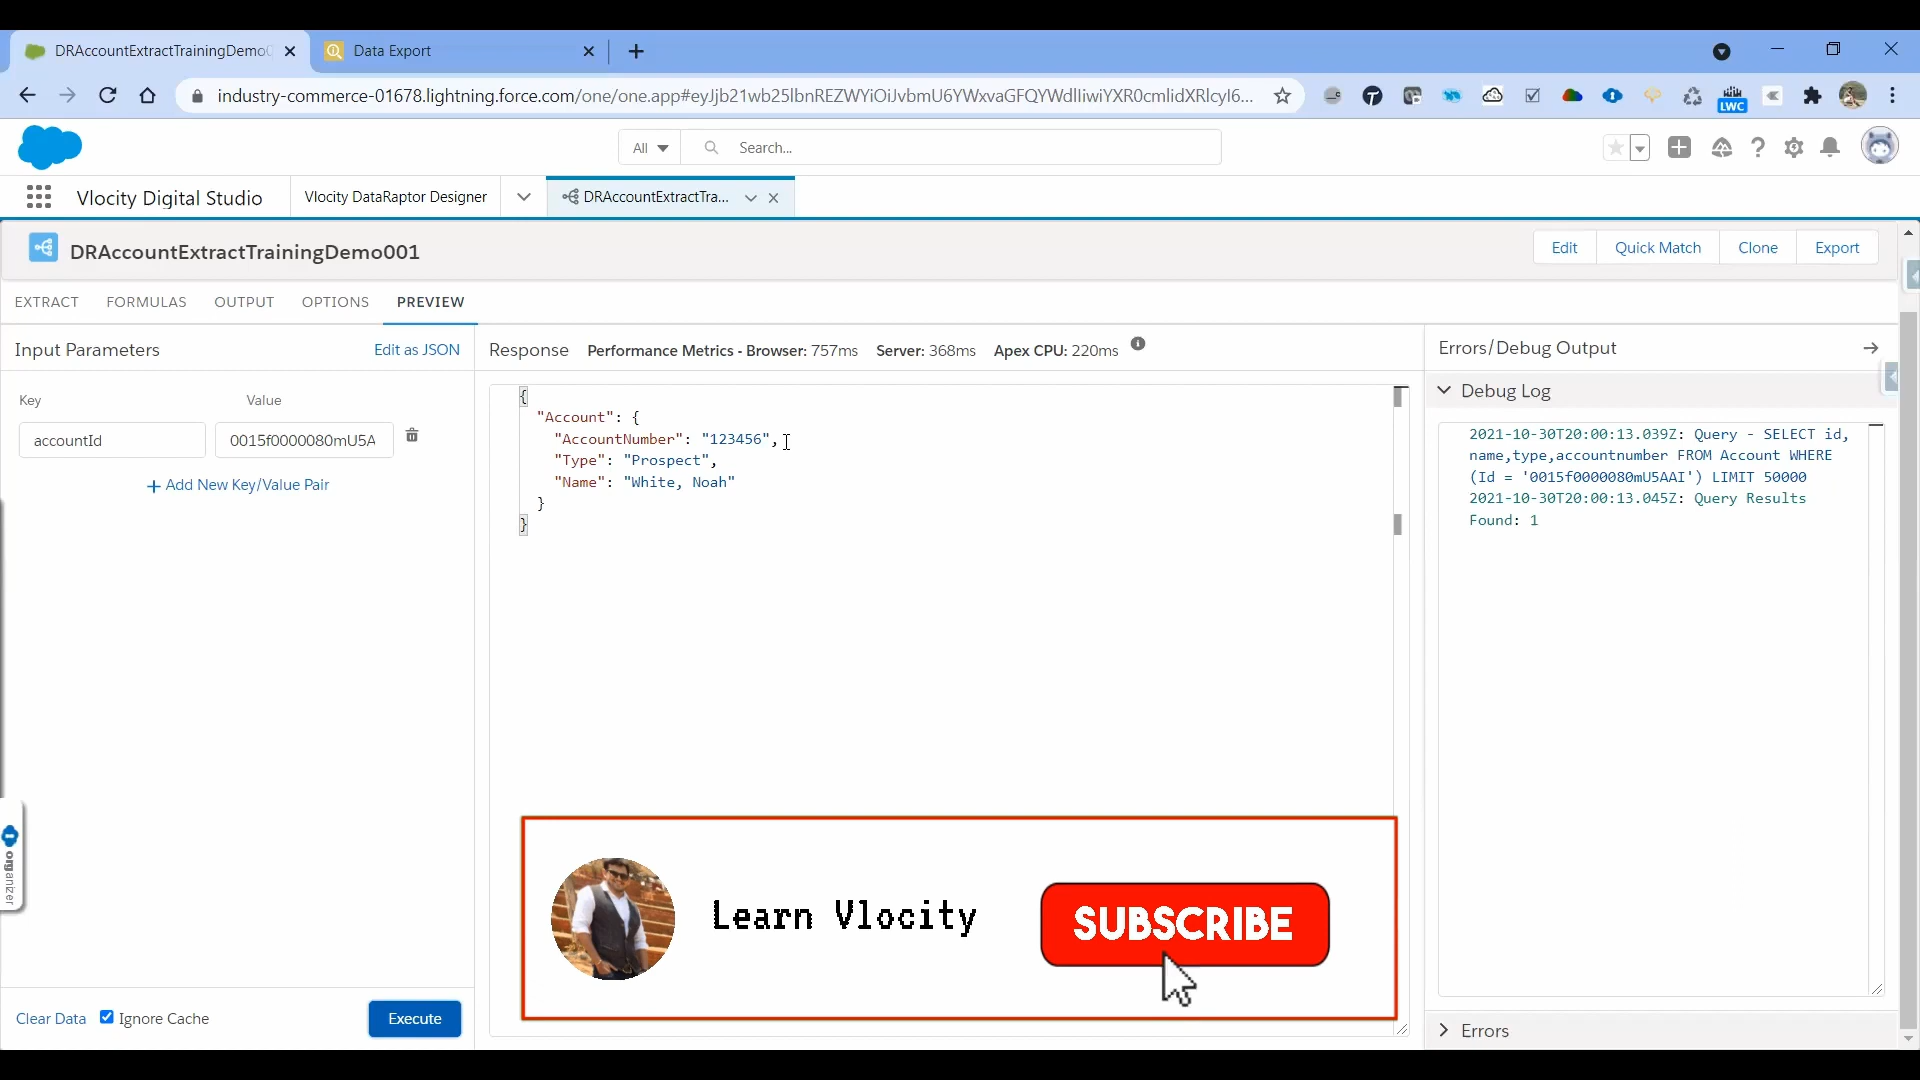 DRAccountExtractTrainingDemo0
Data Export
industry-commerce-01678.lightning.force.com/one/one.app#eyJjb21wb25lbnREZWYiOiJvbmU6YWxvaGFQYWdlIiwiYXR0cmlidXRlcyI6...
LWC
All
Search...
Vlocity Digital Studio
Vlocity DataRaptor Designer
DRAccountExtractTra...
DRAccountExtractTrainingDemo001
Edit
Quick Match
Clone
Export
EXTRACT
FORMULAS
OUTPUT
OPTIONS
PREVIEW
Input Parameters
Edit as JSON
Response
Performance Metrics - Browser: 757ms
Server: 368ms
Apex CPU: 220ms
Errors/Debug Output
Debug Log
Key
Value
accountId
0015f0000080mU5A
+ Add New Key/Value Pair
{
"Account": {
"AccountNumber": "123456",
"Type": "Prospect",
"Name": "White, Noah"
}
}
2021-10-30T20:00:13.039Z: Query - SELECT id,
name,type,accountnumber FROM Account WHERE
(Id = '0015f0000080mU5AAI') LIMIT 50000
2021-10-30T20:00:13.045Z: Query Results
Found: 1
organizer
Learn Vlocity
SUBSCRIBE
Clear Data
Ignore Cache
Execute
Errors